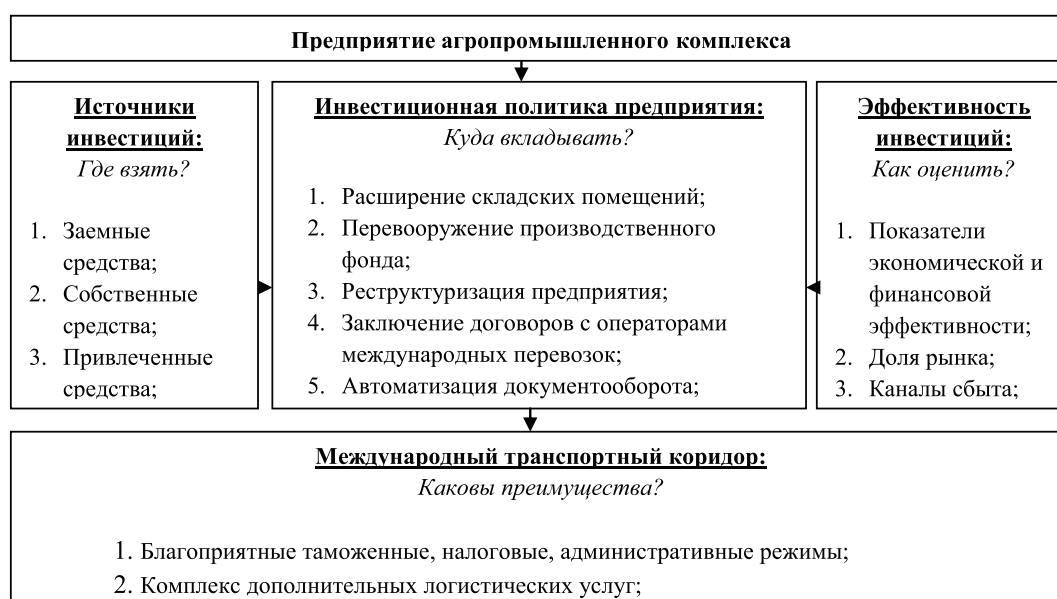 Предприятие агропромышленного комплекса
Источники
инвестиций:
Где взять?
1. Заемные
средства;
2. Собственные
средства;
3. Привлеченные
средства;
Инвестиционная политика предприятия:
Куда вкладывать?
1. Расширение складских помещений;
2. Перевооружение производственного
фонда;
3. Реструктуризация предприятия;
4. Заключение договоров с операторами
международных перевозок;
5. Автоматизация документооборота;
Эффективность
инвестиций:
Как оценить?
1. Показатели
экономической и
финансовой
эффективности;
2. Доля рынка;
3. Каналы сбыта;
Международный транспортный коридор:
Каковы преимущества?
1. Благоприятные таможенные, налоговые, административные режимы;
2. Комплекс дополнительных логистических услуг;